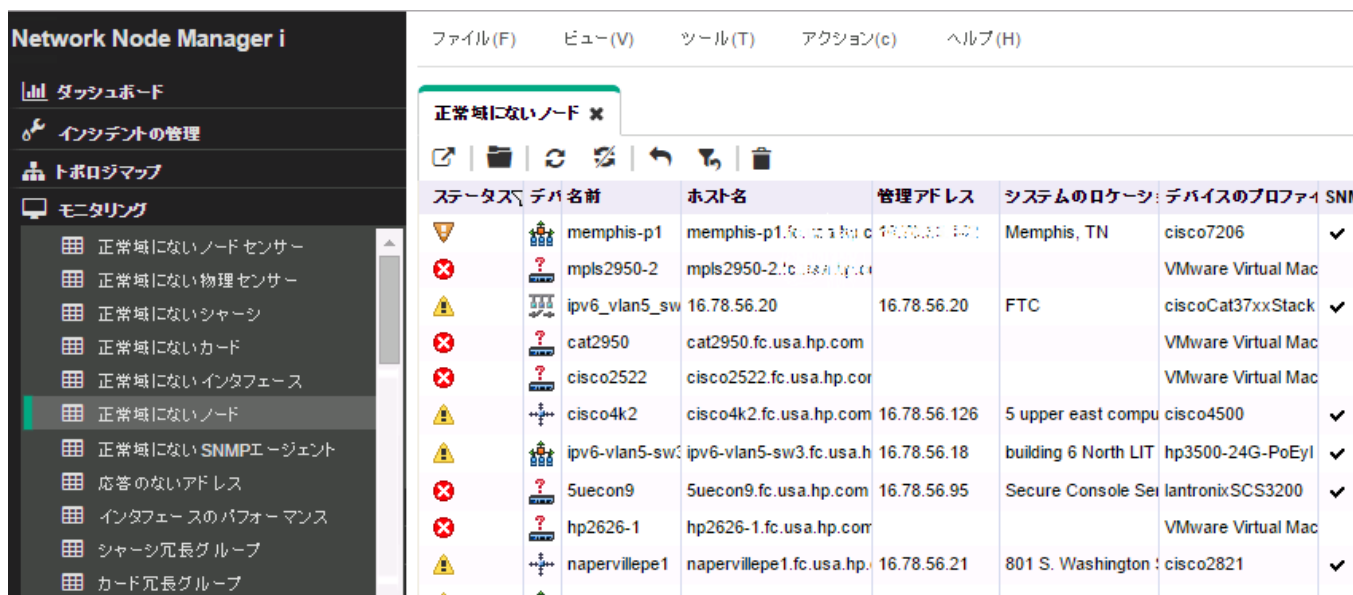 Network Node Manager i
ダッシュボード
インシデントの管理
トポロジマップ
モニタリング
正常域にないノードセンサー
正常域にない物理センサー
正常域にないシャーシ
正常域にないカード
正常域にないインタフェース
正常域にないノード
正常域にない SNMPエージェント
応答のないアドレス
インタフェースのパフォーマンス
シャーシ冗長グループ
カード冗長グループ
ファイル(F) ビュー(V) ツール(T) アクション(c) ヘルプ(H)
正常域にないノード
ステータス デバ 名前 ホスト名 管理アドレス システムのロケーシ デバイスのプロファイ SNM
memphis-p1 memphis-p1. Memphis, TN cisco7206
mpls2950-2 mpls2950-2. VMware Virtual Mac
ipv6_vlan5_sw 16.78.56.20 16.78.56.20 FTC ciscoCat37xxStack
cat2950 cat2950.fc.usa.hp.com VMware Virtual Mac
cisco2522 cisco2522.fc.usa.hp.cor VMware Virtual Mac
cisco4k2 cisco4k2.fc.usa.hp.com 16.78.56.126 5 upper east compu cisco4500
ipv6-vlan5-sw3 ipv6-vlan5-sw3.fc.usa.h 16.78.56.18 building 6 North LIT hp3500-24G-PoEyl
5uecon9 5uecon9.fc.usa.hp.com 16.78.56.95 Secure Console Ser lantronixSCS3200
hp2626-1 hp2626-1.fc.usa.hp.com VMware Virtual Mac
napervillepe1 napervillepe1.fc.usa.hp. 16.78.56.21 801 S. Washington cisco2821